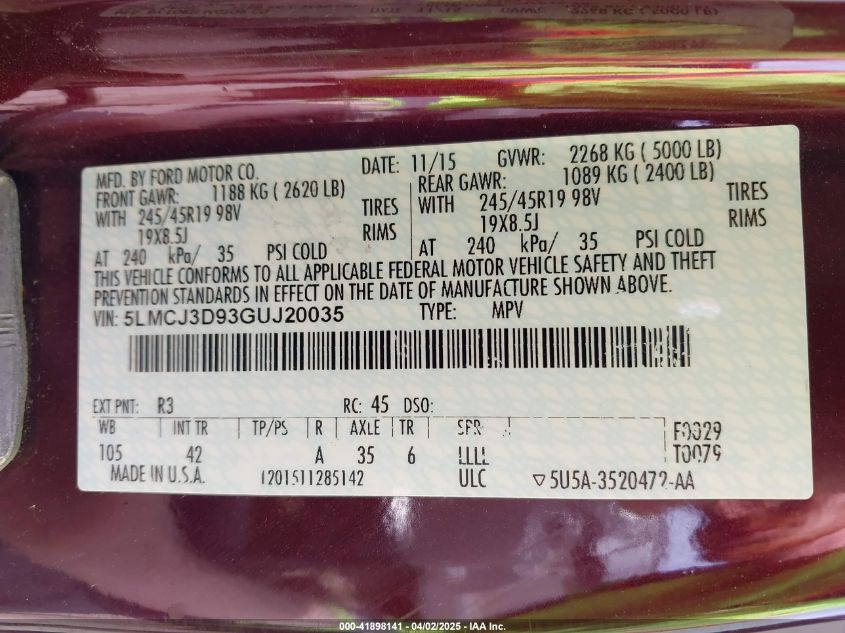 MFD. BY FORD MOTOR CO. DATE: 11/15 GVWR: 2268 KG ( 5000 LB)
FRONT GAWR: 1188 KG ( 2620 LB) REAR GAWR: 1089 KG ( 2400 LB)
WITH 245/45R19 98V TIRES WITH 245/45R19 98V TIRES
19X8.5J RIMS 19X8.5J RIMS
AT 240 kPa/ 35 PSI COLD AT 240 kPa/ 35 PSI COLD
THIS VEHICLE CONFORMS TO ALL APPLICABLE FEDERAL MOTOR VEHICLE SAFETY AND THEFT
PREVENTION STANDARDS IN EFFECT ON THE DATE OF MANUFACTURE SHOWN ABOVE.
VIN: 5LMCJ3D93GUJ20035 TYPE: MPV
EXT PNT: R3 RC: 45 DSO:
WB INT TR TP/PS R AXLE TR SPR F0029
105 42 A 35 6 LLLL T0079
MADE IN U.S.A. 1201511285142 ULC 5U5A-3520472-AA
000-41898141 - 04/02/2025 - IAA Inc.